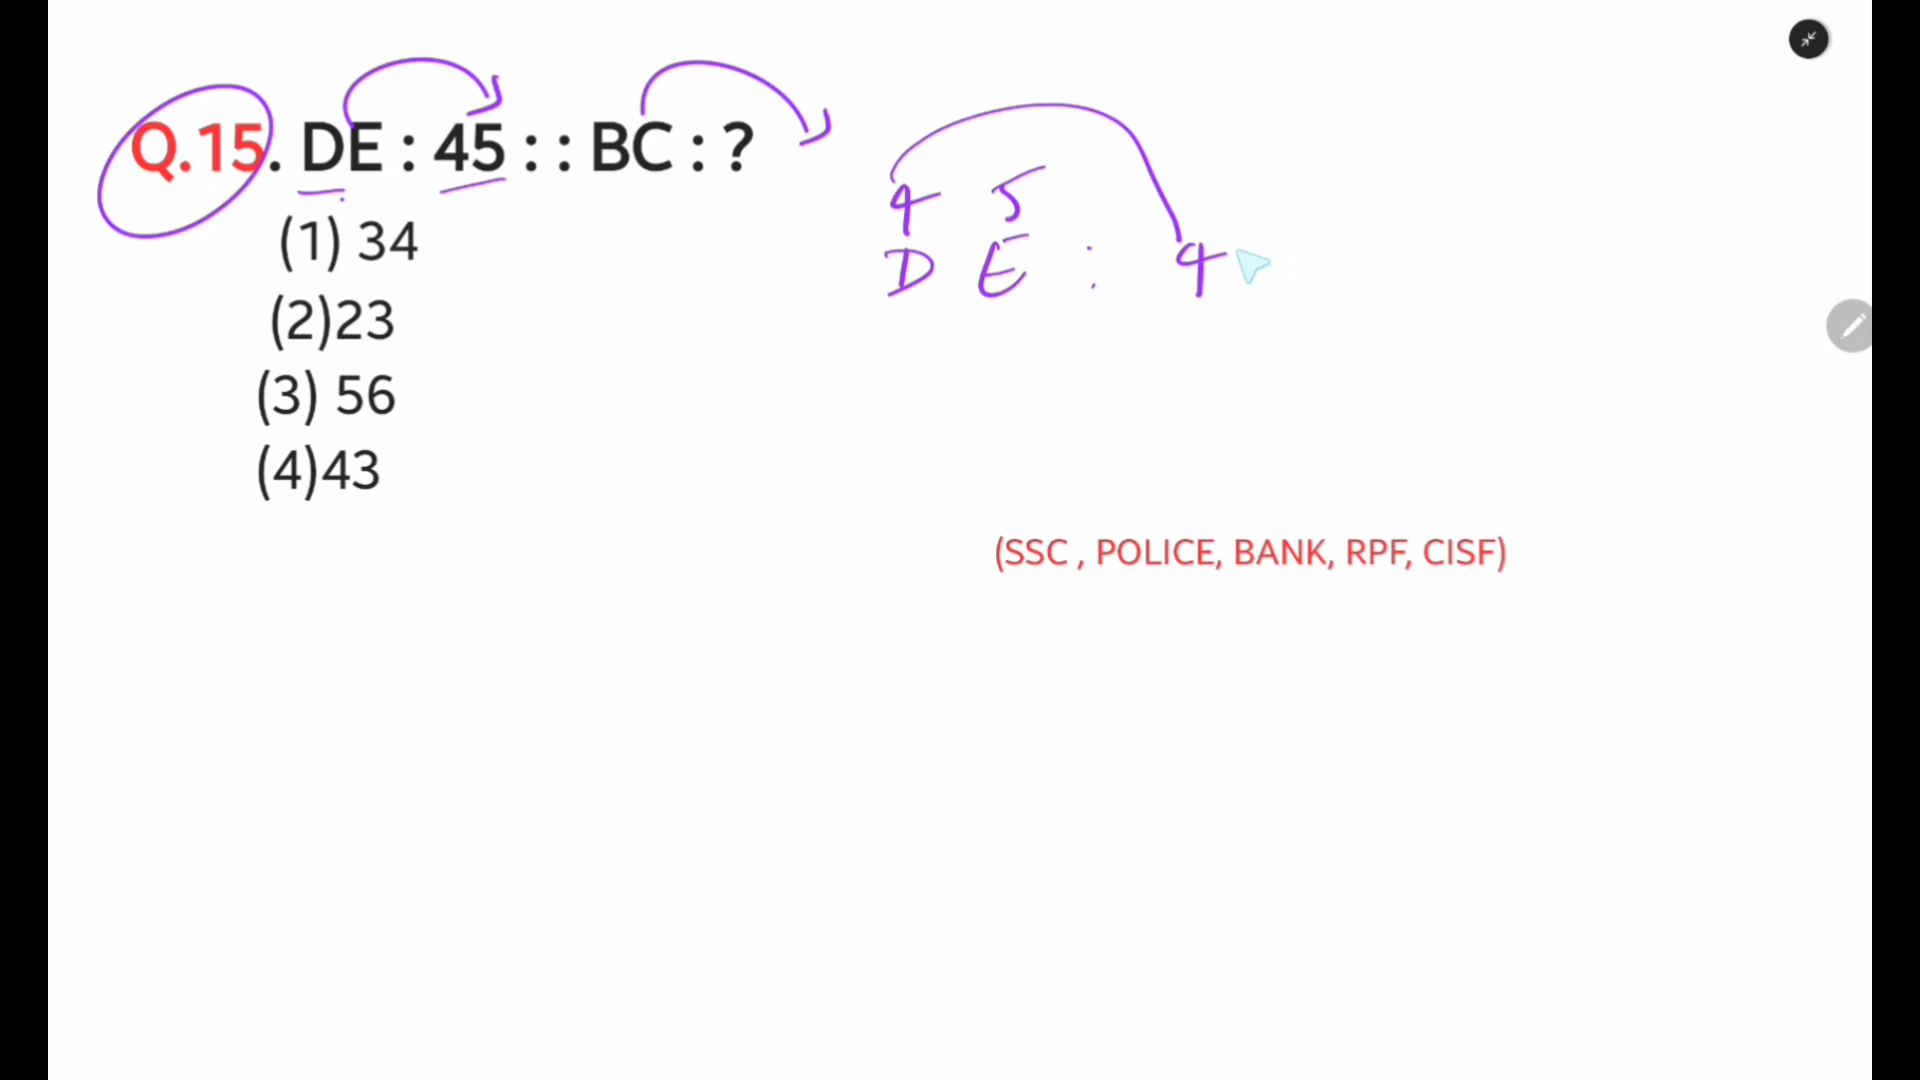 Q.15. DE : 45 : : BC : ?
(1) 34
(2)23
(3) 56
(4)43
4 5
D E : 4
(SSC , POLICE, BANK, RPF, CISF)